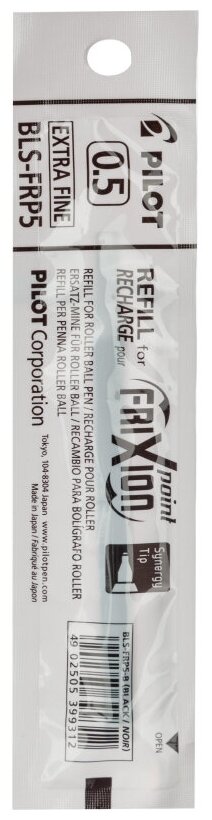 PILOT
0.5
EXTRA FINE
BLS-FRP5
REFILL for
RECHARGE pour
FRIXION point
Synergy
Tip
REFILL FOR ROLLER BALL PEN / RECHARGE POUR ROLLER
ERSATZ-MINE FÜR ROLLER BALL / RECAMBIO PARA BOLÍGRAFO ROLLER
REFILL PER PENNA ROLLER BALL
PILOT Corporation
Tokyo, 104-8304 Japan www.pilotpen.com
Made in Japan / Fabriqué au Japon
BLS-FRP5-B (BLACK / NOIR)
4 902505 399312
OPEN